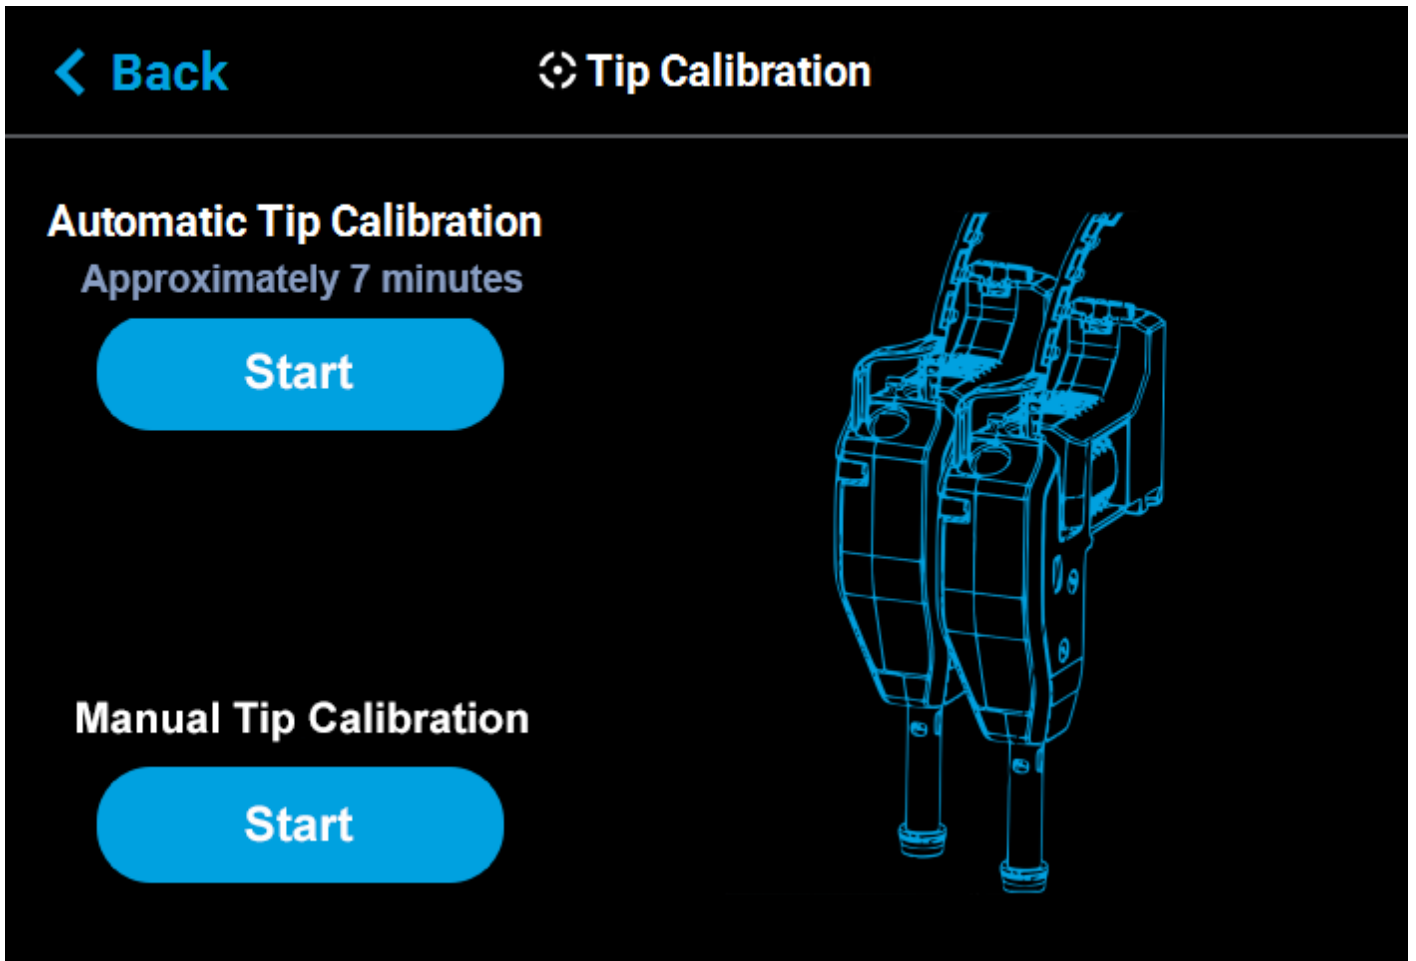 Back
Tip Calibration
Automatic Tip Calibration
Approximately 7 minutes
Start
Manual Tip Calibration
Start